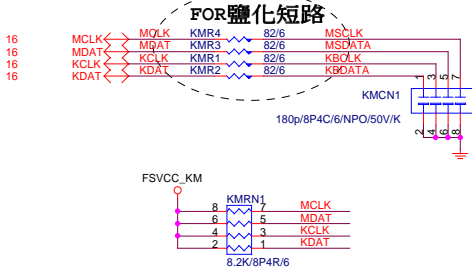 FOR鹽化短路
16 MCLK MCLK KMR4 82/6 MSCLK
16 MDAT MDAT KMR3 82/6 MSDATA
16 KCLK KCLK KMR1 82/6 KBCLK
16 KDAT KDAT KMR2 82/6 KBDATA
1 3 5 7
KMCN1
180p/8P4C/6/NPO/50V/K
2 4 6 8
FSVCC_KM
KMRN1
8 7 MCLK
6 5 MDAT
4 3 KCLK
2 1 KDAT
8.2K/8P4R/6